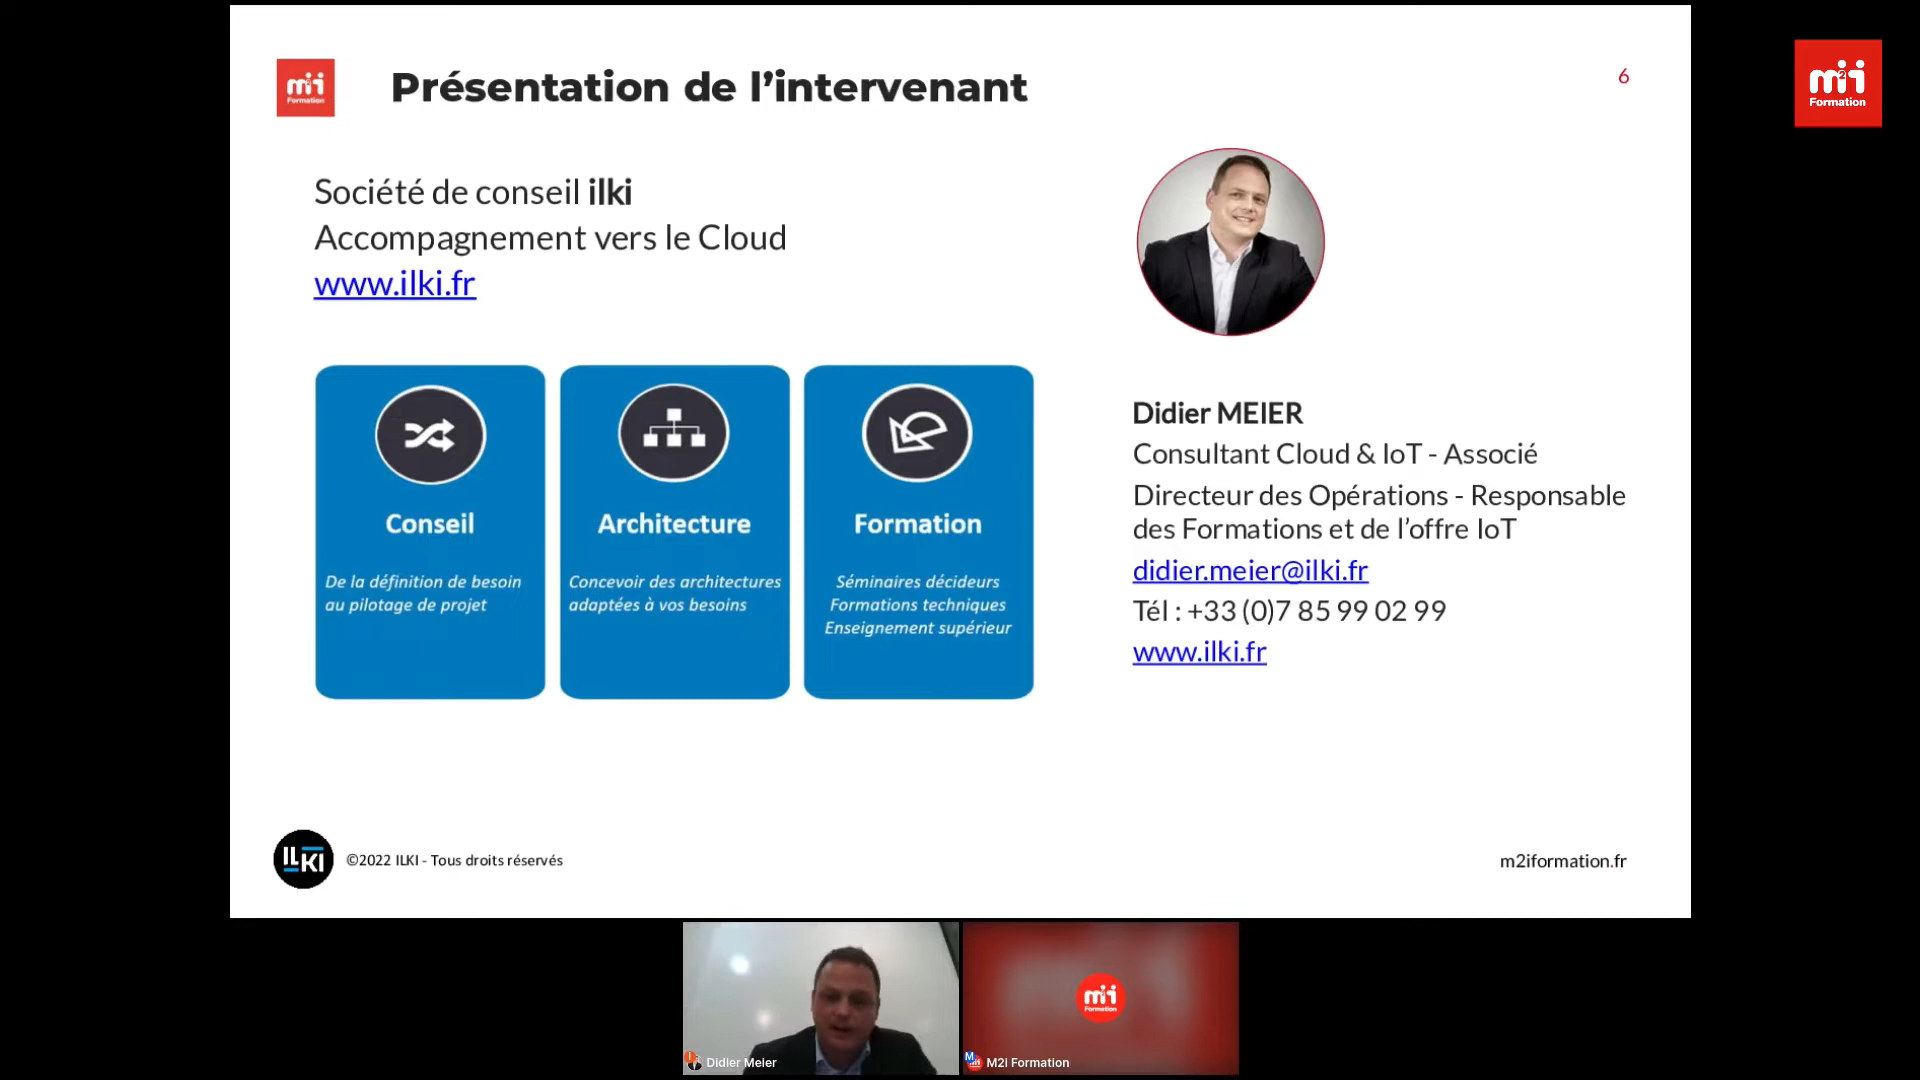 m2i
Formation
Présentation de l’intervenant
6
m2i
Formation
Société de conseil ilki
Accompagnement vers le Cloud
www.ilki.fr
Conseil
De la définition de besoin
au pilotage de projet
Architecture
Concevoir des architectures
adaptées à vos besoins
Formation
Séminaires décideurs
Formations techniques
Enseignement supérieur
Didier MEIER
Consultant Cloud & IoT - Associé
Directeur des Opérations - Responsable
des Formations et de l’offre IoT
didier.meier@ilki.fr
Tél : +33 (0)7 85 99 02 99
www.ilki.fr
ILKI
©2022 ILKI - Tous droits réservés
m2iformation.fr
m2i
Formation
Didier Meier
M
M2i Formation